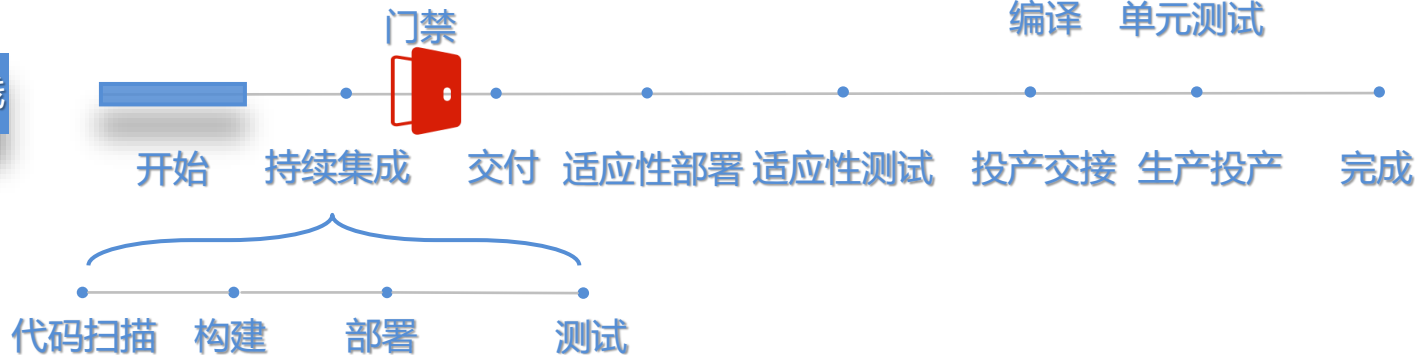 门禁
编译 单元测试
开始 持续集成 交付 适应性部署 适应性测试 投产交接 生产投产 完成
代码扫描 构建 部署 测试